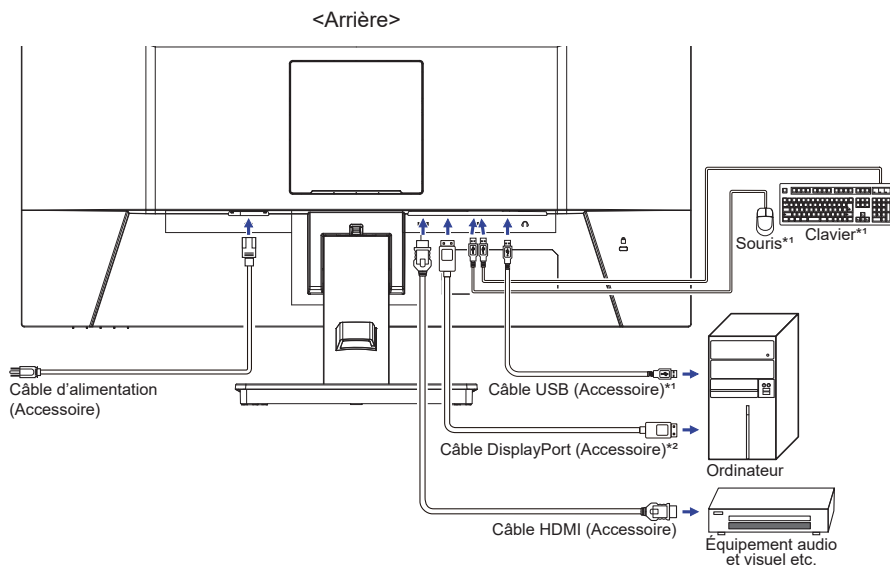 <Arrière>
Souris*¹
Clavier*¹
Câble d'alimentation
(Accessoire)
Câble USB (Accessoire)*¹
Câble DisplayPort (Accessoire)*²
Ordinateur
Câble HDMI (Accessoire)
Équipement audio
et visuel etc.